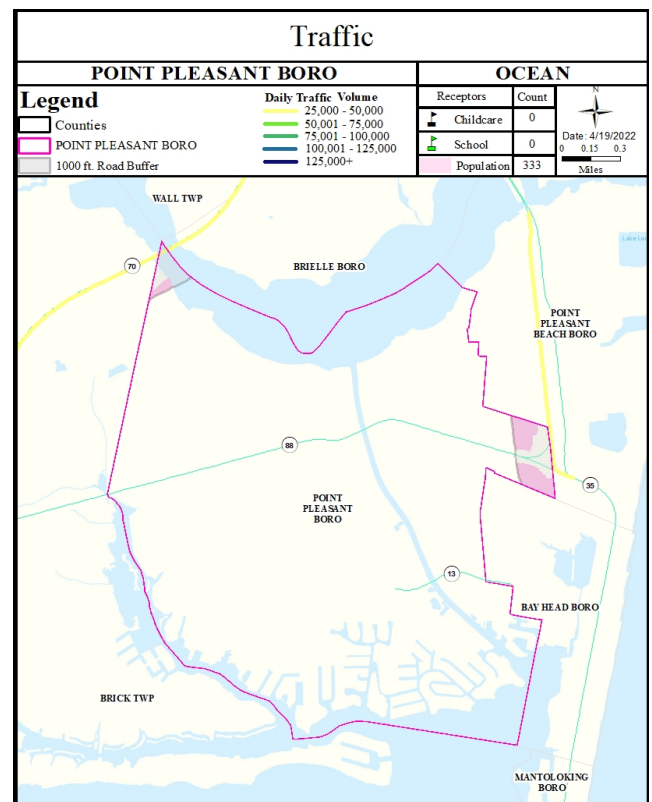 Traffic
POINT PLEASANT BORO
OCEAN
Legend
Counties
POINT PLEASANT BORO
1000 ft. Road Buffer
Daily Traffic Volume
25,000 - 50,000
50,001 - 75,000
75,001 - 100,000
100,001 - 125,000
125,000+
Receptors Count
Childcare 0
School 0
Population 333
N
Date: 4/19/2022
0 0.15 0.3
Miles
WALL TWP
70
BRIELLE BORO
POINT
PLEASANT
BEACH BORO
88
35
POINT
PLEASANT
BORO
13
BAY HEAD BORO
BRICK TWP
MANTOLOKING
BORO